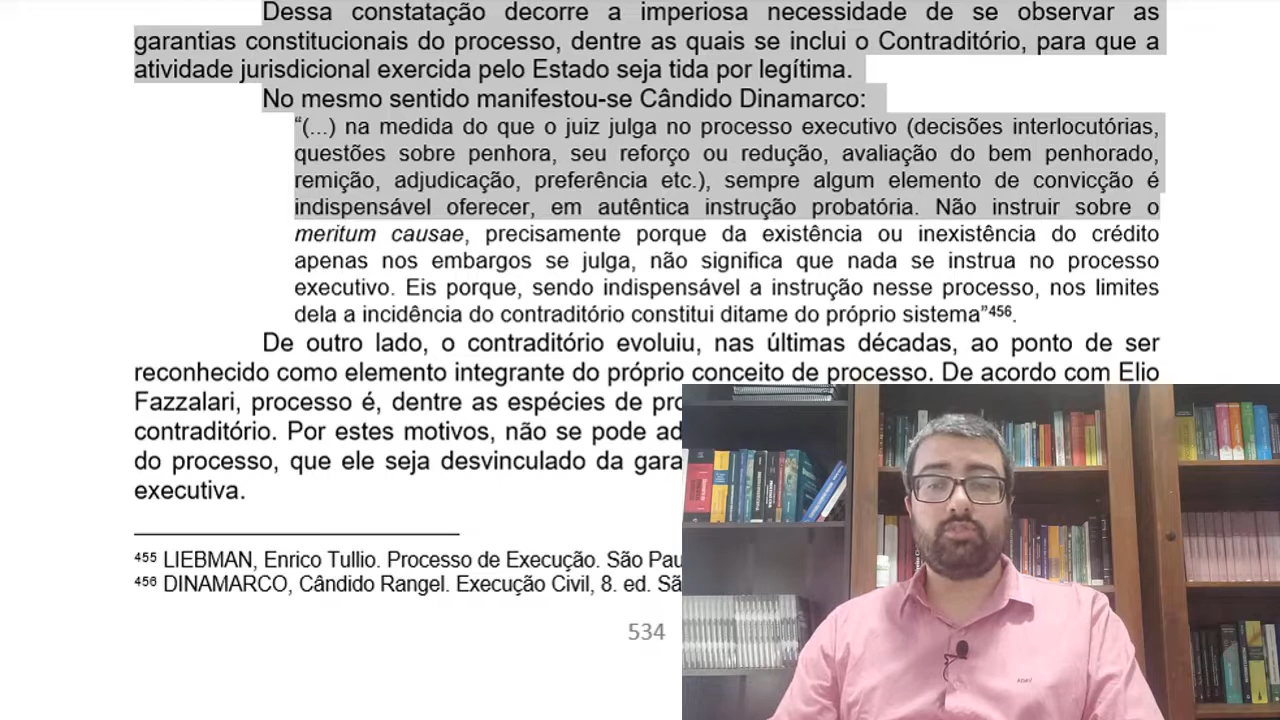 Dessa constatação decorre a imperiosa necessidade de se observar as
garantias constitucionais do processo, dentre as quais se inclui o Contraditório, para que a
atividade jurisdicional exercida pelo Estado seja tida por legítima.
No mesmo sentido manifestou-se Cândido Dinamarco:
“(...) na medida do que o juiz julga no processo executivo (decisões interlocutórias,
questões sobre penhora, seu reforço ou redução, avaliação do bem penhorado,
remição, adjudicação, preferência etc.), sempre algum elemento de convicção é
indispensável oferecer, em autêntica instrução probatória. Não instruir sobre o
meritum causae, precisamente porque da existência ou inexistência do crédito
apenas nos embargos se julga, não significa que nada se instrua no processo
executivo. Eis porque, sendo indispensável a instrução nesse processo, nos limites
dela a incidência do contraditório constitui ditame do próprio sistema”456.
De outro lado, o contraditório evoluiu, nas últimas décadas, ao ponto de ser
reconhecido como elemento integrante do próprio conceito de processo. De acordo com Elio
Fazzalari, processo é, dentre as espécies de pro
contraditório. Por estes motivos, não se pode ad
do processo, que ele seja desvinculado da gara
executiva.
455 LIEBMAN, Enrico Tullio. Processo de Execução. São Pau
456 DINAMARCO, Cândido Rangel. Execução Civil, 8. ed. Sã
534